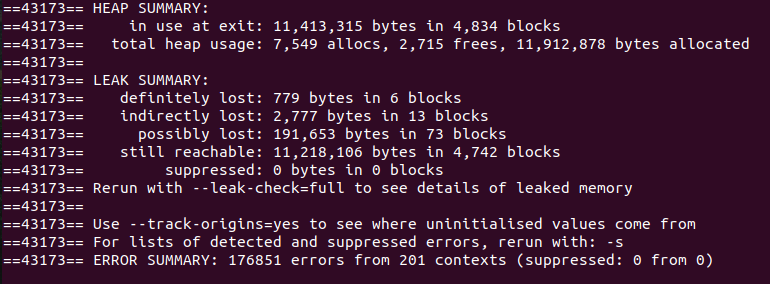 ==43173== HEAP SUMMARY:
==43173==     in use at exit: 11,413,315 bytes in 4,834 blocks
==43173==   total heap usage: 7,549 allocs, 2,715 frees, 11,912,878 bytes allocated
==43173==
==43173== LEAK SUMMARY:
==43173==    definitely lost: 779 bytes in 6 blocks
==43173==    indirectly lost: 2,777 bytes in 13 blocks
==43173==      possibly lost: 191,653 bytes in 73 blocks
==43173==    still reachable: 11,218,106 bytes in 4,742 blocks
==43173==         suppressed: 0 bytes in 0 blocks
==43173== Rerun with --leak-check=full to see details of leaked memory
==43173==
==43173== Use --track-origins=yes to see where uninitialised values come from
==43173== For lists of detected and suppressed errors, rerun with: -s
==43173== ERROR SUMMARY: 176851 errors from 201 contexts (suppressed: 0 from 0)